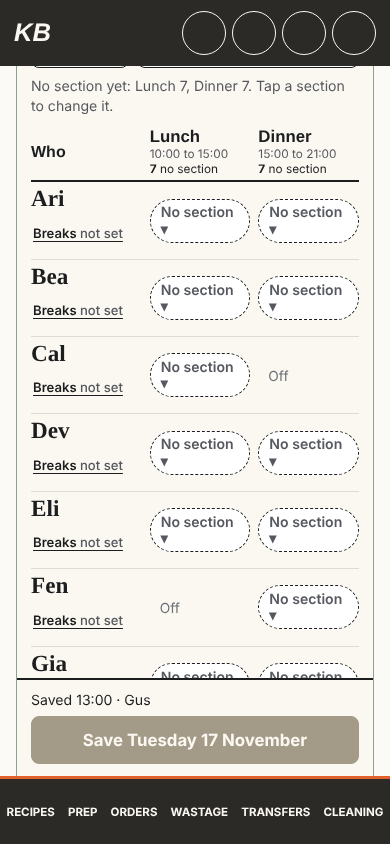 KB
No section yet: Lunch 7, Dinner 7. Tap a section
to change it.
Who
Lunch
10:00 to 15:00
7 no section
Dinner
15:00 to 21:00
7 no section
Ari
Breaks not set
No section ▾
No section ▾
Bea
Breaks not set
No section ▾
No section ▾
Cal
Breaks not set
No section ▾
Off
Dev
Breaks not set
No section ▾
No section ▾
Eli
Breaks not set
No section ▾
No section ▾
Fen
Breaks not set
Off
No section ▾
Gia
No section
No section
Saved 13:00 · Gus
Save Tuesday 17 November
RECIPES PREP ORDERS WASTAGE TRANSFERS CLEANING